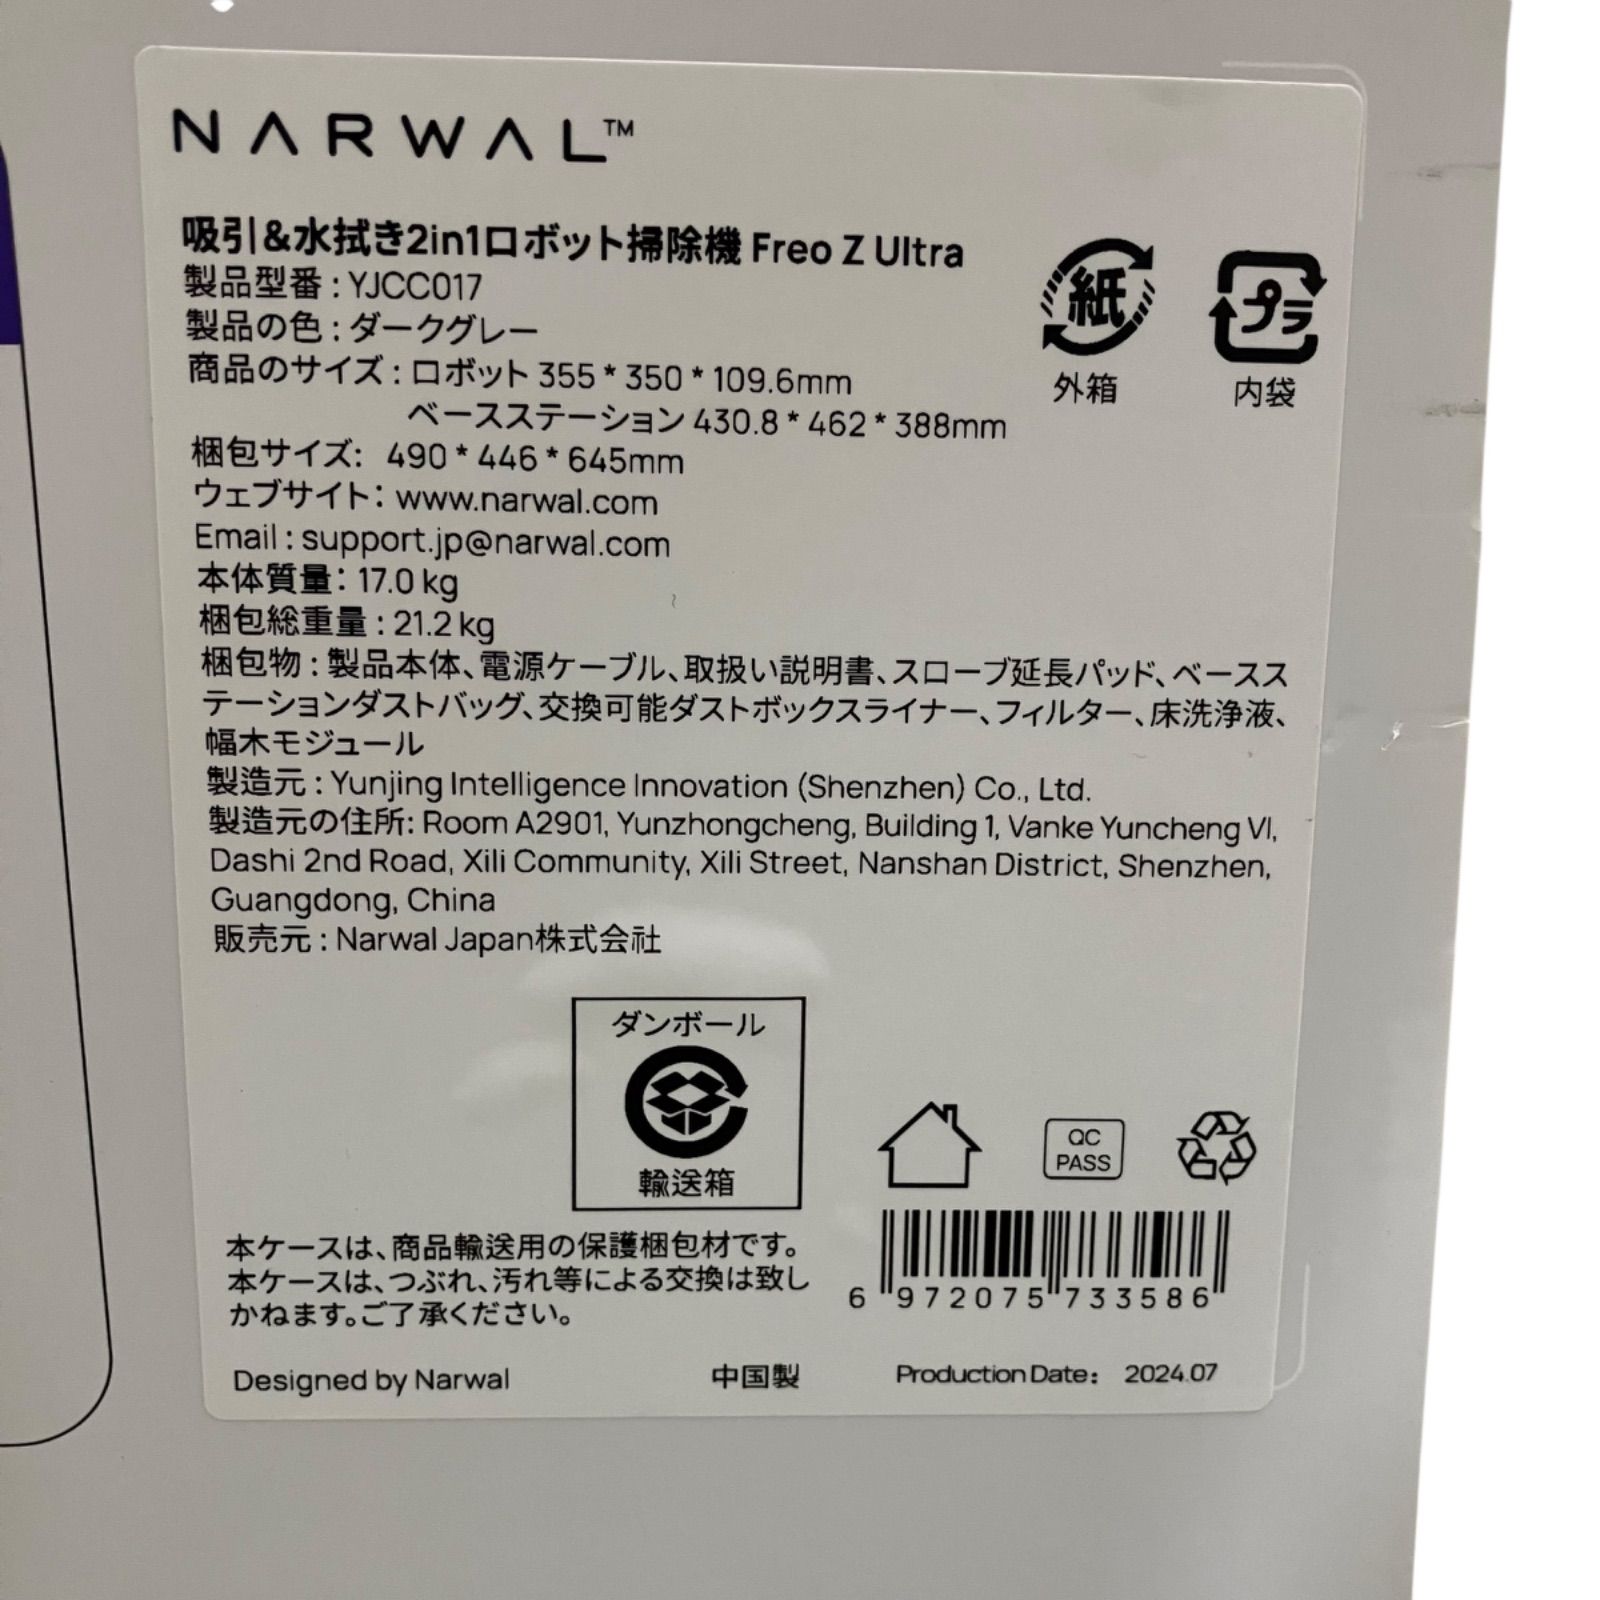 NARWAL™
吸引&水拭き2in1ロボット掃除機 Freo Z Ultra
製品型番 : YJCC017
製品の色 : ダークグレー
商品のサイズ : ロボット 355 * 350 * 109.6mm
ベースステーション 430.8 * 462 * 388mm
梱包サイズ: 490 * 446 * 645mm
ウェブサイト: www.narwal.com
Email : support.jp@narwal.com
本体質量: 17.0 kg
梱包総重量 : 21.2 kg
梱包物 : 製品本体、電源ケーブル、取扱い説明書、スロープ延長パッド、ベースス
テーションダストバッグ、交換可能ダストボックスライナー、フィルター、床洗浄液、
幅木モジュール
製造元 : Yunjing Intelligence Innovation (Shenzhen) Co., Ltd.
製造元の住所: Room A2901, Yunzhongcheng, Building 1, Vanke Yuncheng VI,
Dashi 2nd Road, Xili Community, Xili Street, Nanshan District, Shenzhen,
Guangdong, China
販売元 : Narwal Japan株式会社
紙
外箱
プラ
内袋
ダンボール
輸送箱
QC
PASS
本ケースは、商品輸送用の保護梱包材です。
本ケースは、つぶれ、汚れ等による交換は致し
かねます。ご了承ください。
6 972075 733586
Designed by Narwal
中国製
Production Date: 2024.07